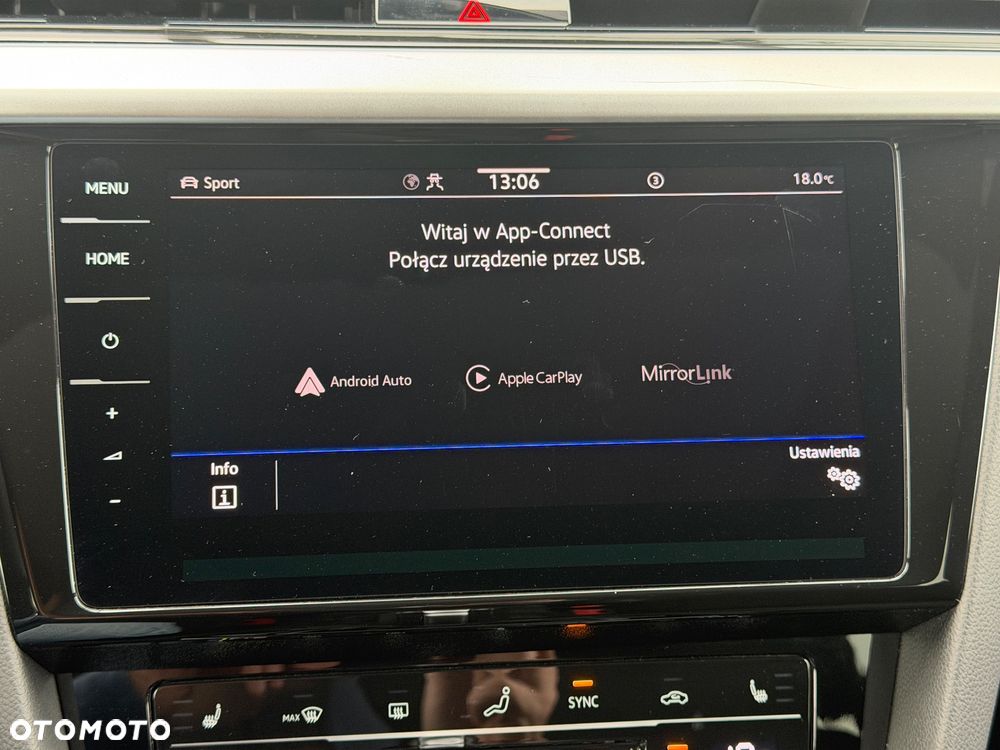 MENU
Sport
13:06
3
18.0°C
HOME
Witaj w App-Connect
Połącz urządzenie przez USB.
Android Auto
Apple CarPlay
MirrorLink
+
-
Info
i
Ustawienia
MAX
SYNC
OTOMOTO